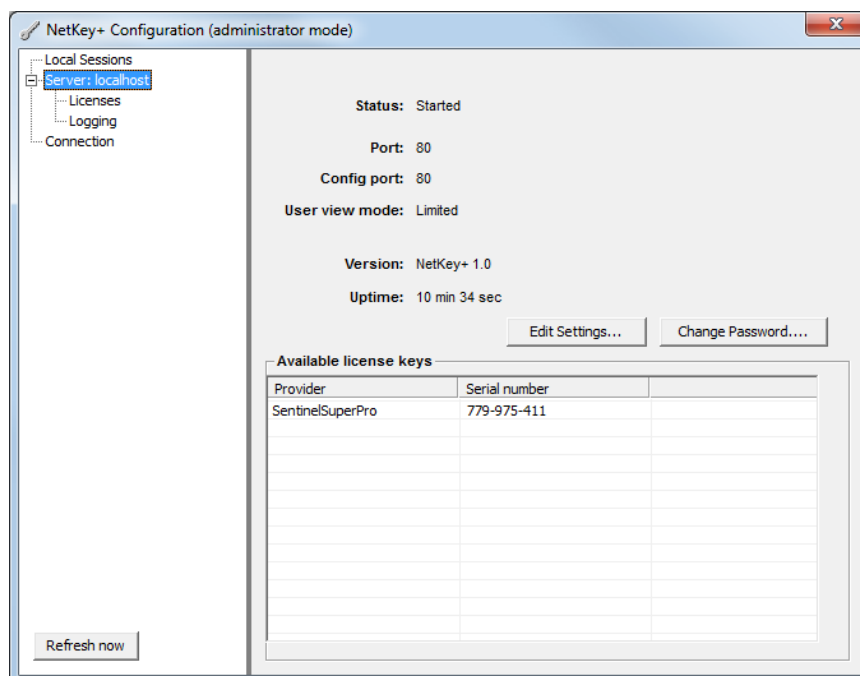 NetKey+ Configuration (administrator mode)
Local Sessions
Server: localhost
Licenses
Logging
Connection
Refresh now
Status: Started
Port: 80
Config port: 80
User view mode: Limited
Version: NetKey+ 1.0
Uptime: 10 min 34 sec
Edit Settings... Change Password....
Available license keys
Provider Serial number
SentinelSuperPro 779-975-411